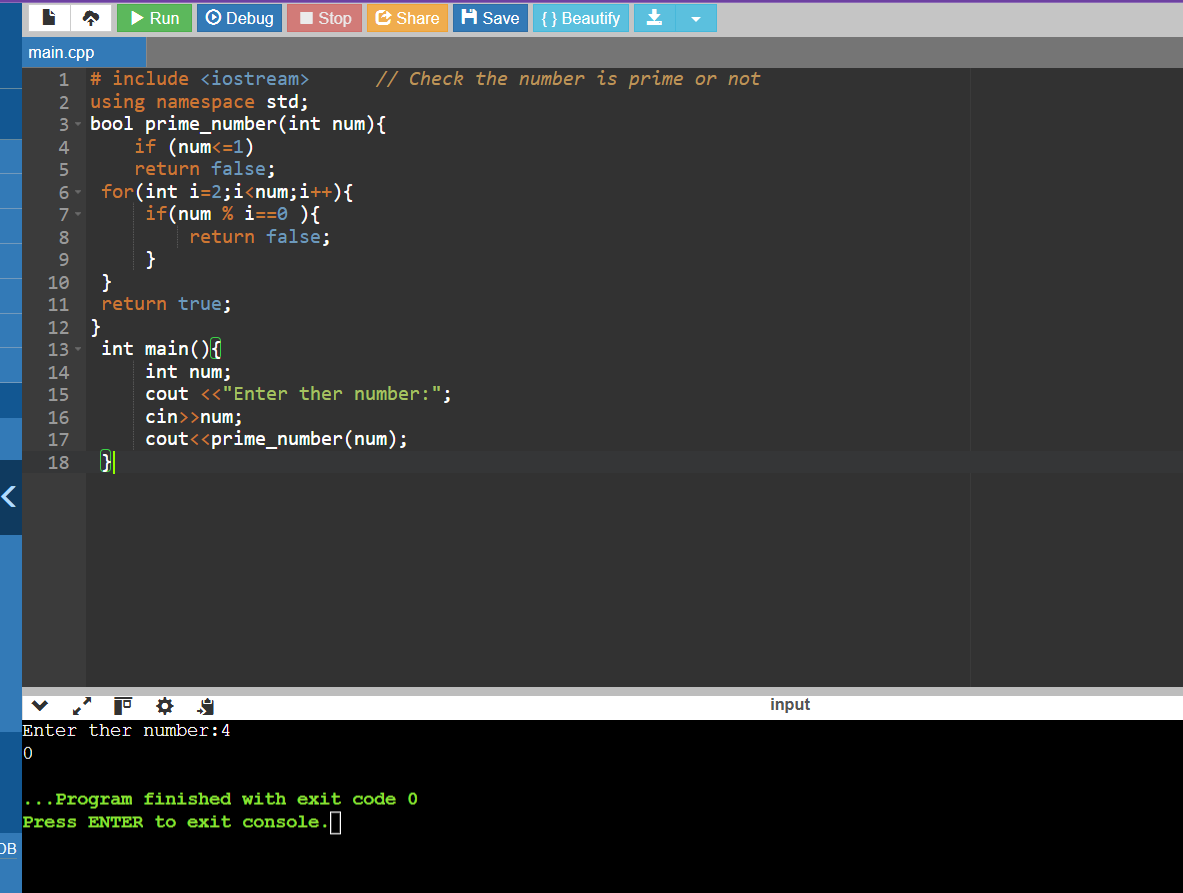 Run Debug Stop Share Save { } Beautify
main.cpp
1 # include <iostream>      // Check the number is prime or not
2 using namespace std;
3 bool prime_number(int num){
4     if (num<=1)
5     return false;
6  for(int i=2;i<num;i++){
7      if(num % i==0 ){
8          return false;
9      }
10  }
11  return true;
12 }
13  int main(){
14      int num;
15      cout <<"Enter ther number:";
16      cin>>num;
17      cout<<prime_number(num);
18  }
input
Enter ther number:4
0
...Program finished with exit code 0
Press ENTER to exit console.